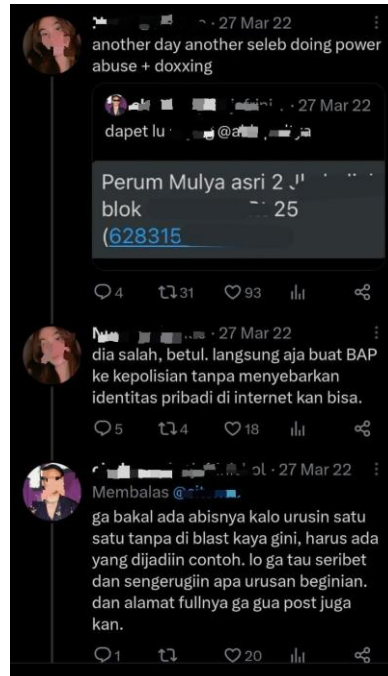 · 27 Mar 22
another day another seleb doing power
abuse + doxxing
· 27 Mar 22
dapet lu
Perum Mulya asri 2
blok 25
(628315
4 31 93
· 27 Mar 22
dia salah, betul. langsung aja buat BAP
ke kepolisian tanpa menyebarkan
identitas pribadi di internet kan bisa.
5 4 18
· 27 Mar 22
Membalas
ga bakal ada abisnya kalo urusin satu
satu tanpa di blast kaya gini, harus ada
yang dijadiin contoh. lo ga tau seribet
dan sengerugiin apa urusan beginian.
dan alamat fullnya ga gua post juga
kan.
1 20